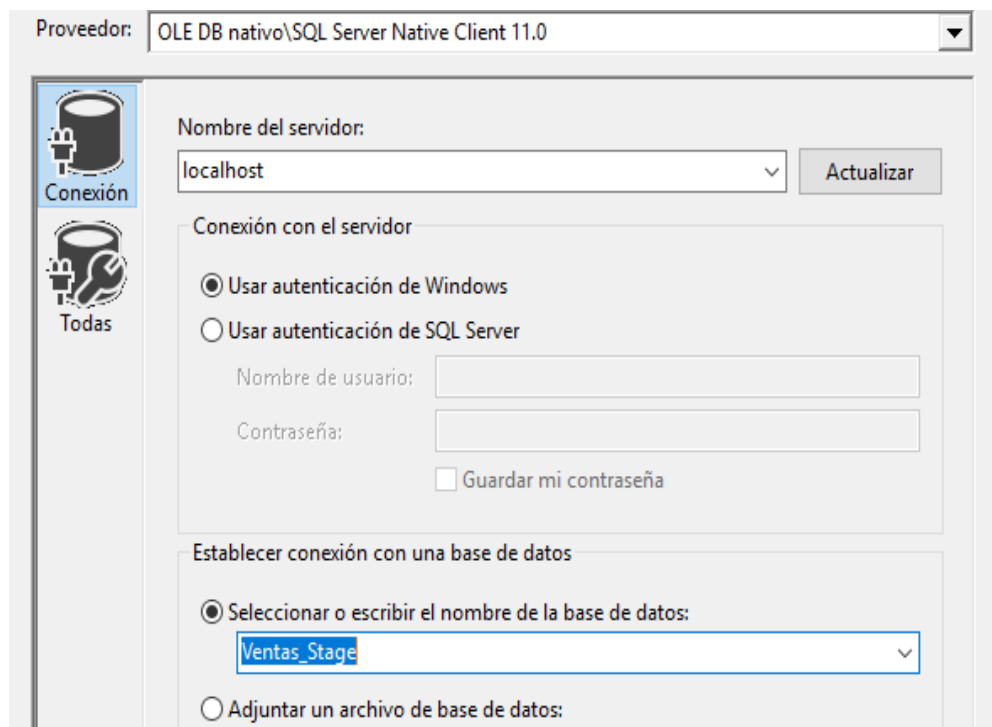 Proveedor: OLE DB nativo\SQL Server Native Client 11.0
Conexión
Todas
Nombre del servidor:
localhost
Actualizar
Conexión con el servidor
Usar autenticación de Windows
Usar autenticación de SQL Server
Nombre de usuario:
Contraseña:
Guardar mi contraseña
Establecer conexión con una base de datos
Seleccionar o escribir el nombre de la base de datos:
Ventas_Stage
Adjuntar un archivo de base de datos: